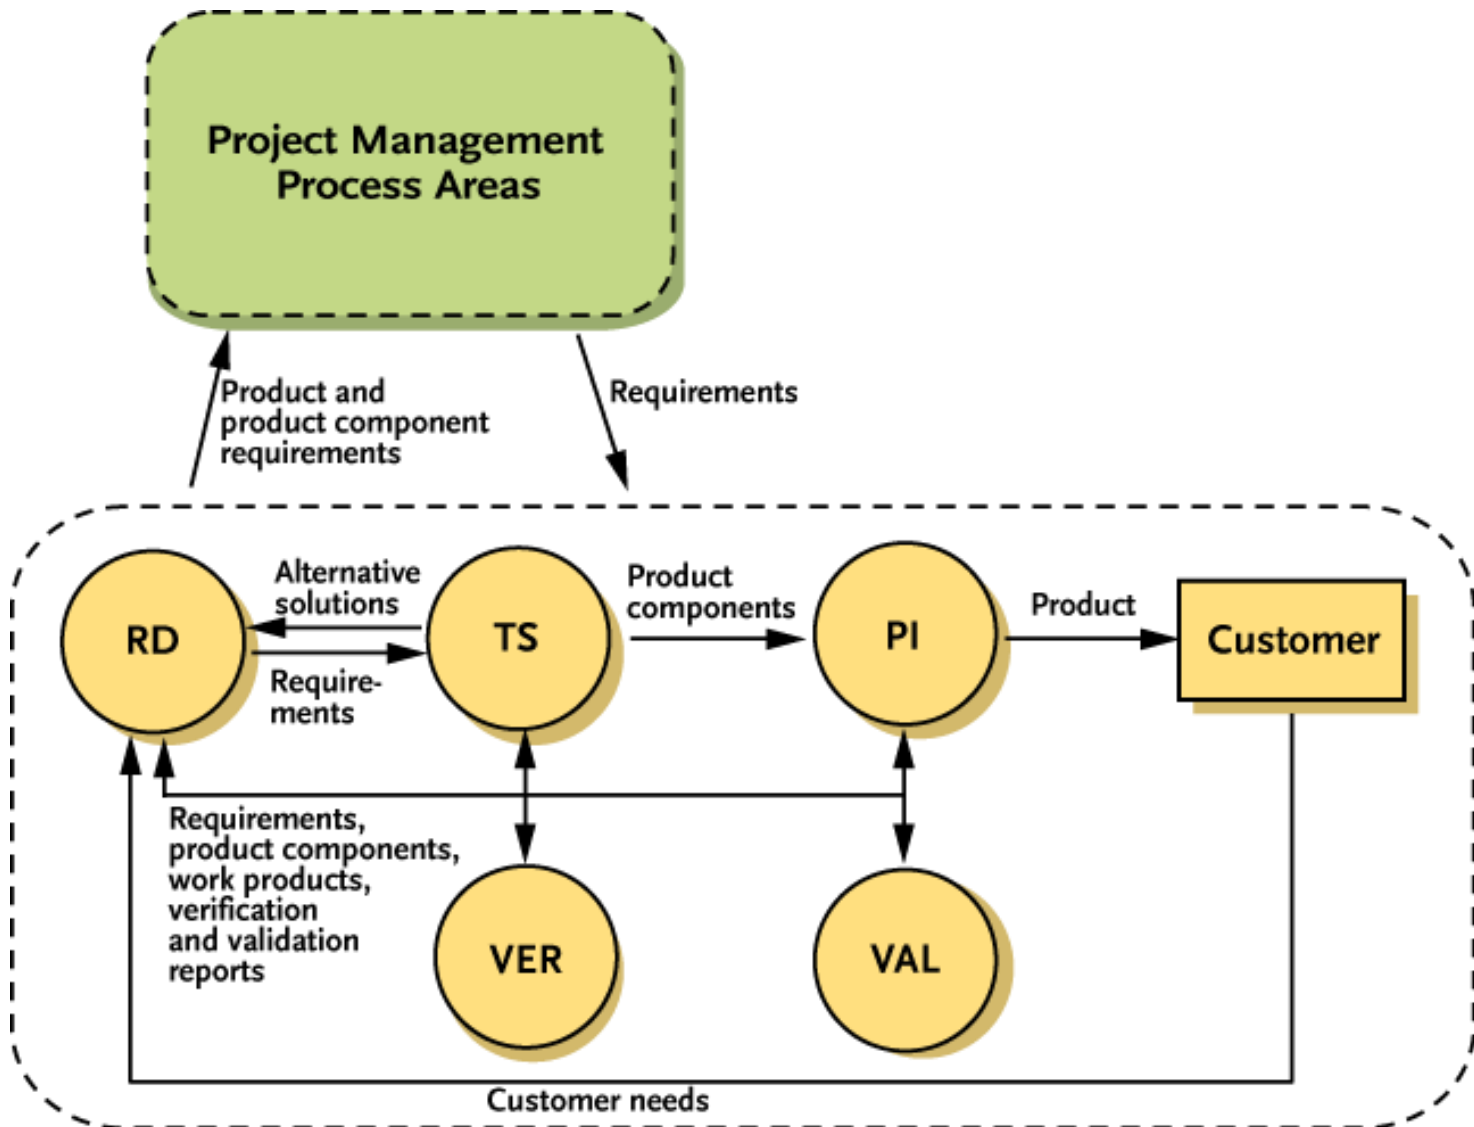 Project Management
Process Areas
Product and
product component
requirements
Requirements
Alternative
solutions
Product
components
Product
RD
TS
PI
Customer
Require-
ments
Requirements,
product components,
work products,
verification
and validation
reports
VER
VAL
Customer needs